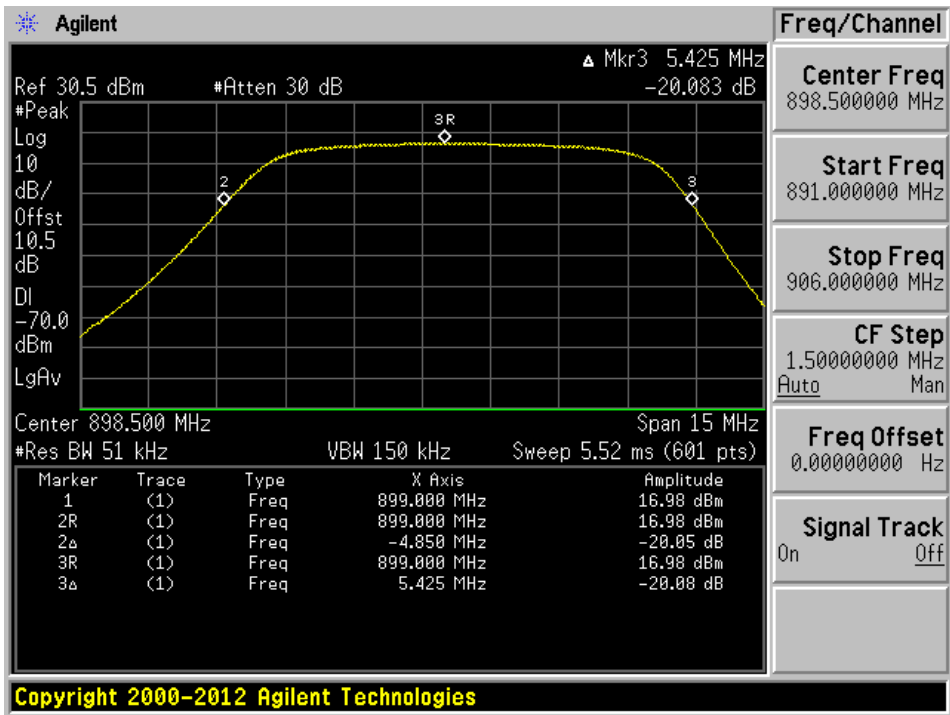 Agilent
Freq/Channel
Δ Mkr3 5.425 MHz
Ref 30.5 dBm #Atten 30 dB -20.083 dB
#Peak
Log
10
dB/
Offst
10.5
dB
DI
-70.0
dBm
LgAv
3R
2
3
Center 898.500 MHz Span 15 MHz
#Res BW 51 kHz VBW 150 kHz Sweep 5.52 ms (601 pts)
Marker Trace Type X Axis Amplitude
1 (1) Freq 899.000 MHz 16.98 dBm
2R (1) Freq 899.000 MHz 16.98 dBm
2Δ (1) Freq -4.850 MHz -20.05 dB
3R (1) Freq 899.000 MHz 16.98 dBm
3Δ (1) Freq 5.425 MHz -20.08 dB
Center Freq
898.500000 MHz
Start Freq
891.000000 MHz
Stop Freq
906.000000 MHz
CF Step
1.50000000 MHz
Auto Man
Freq Offset
0.00000000 Hz
Signal Track
On Off
Copyright 2000-2012 Agilent Technologies